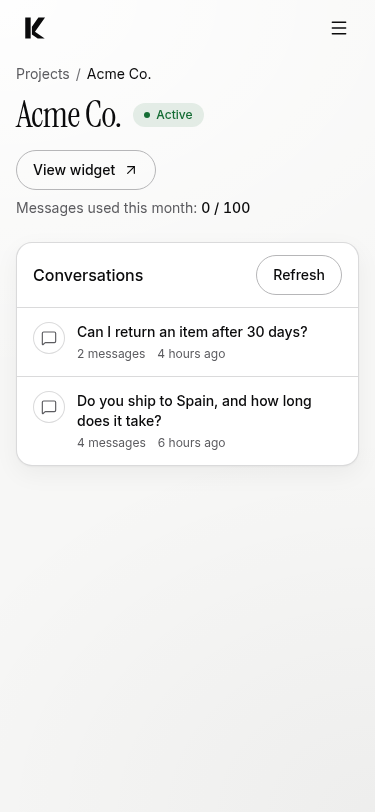 K
Projects / Acme Co.
Acme Co. Active
View widget
Messages used this month: 0 / 100
Conversations Refresh
Can I return an item after 30 days?
2 messages 4 hours ago
Do you ship to Spain, and how long
does it take?
4 messages 6 hours ago